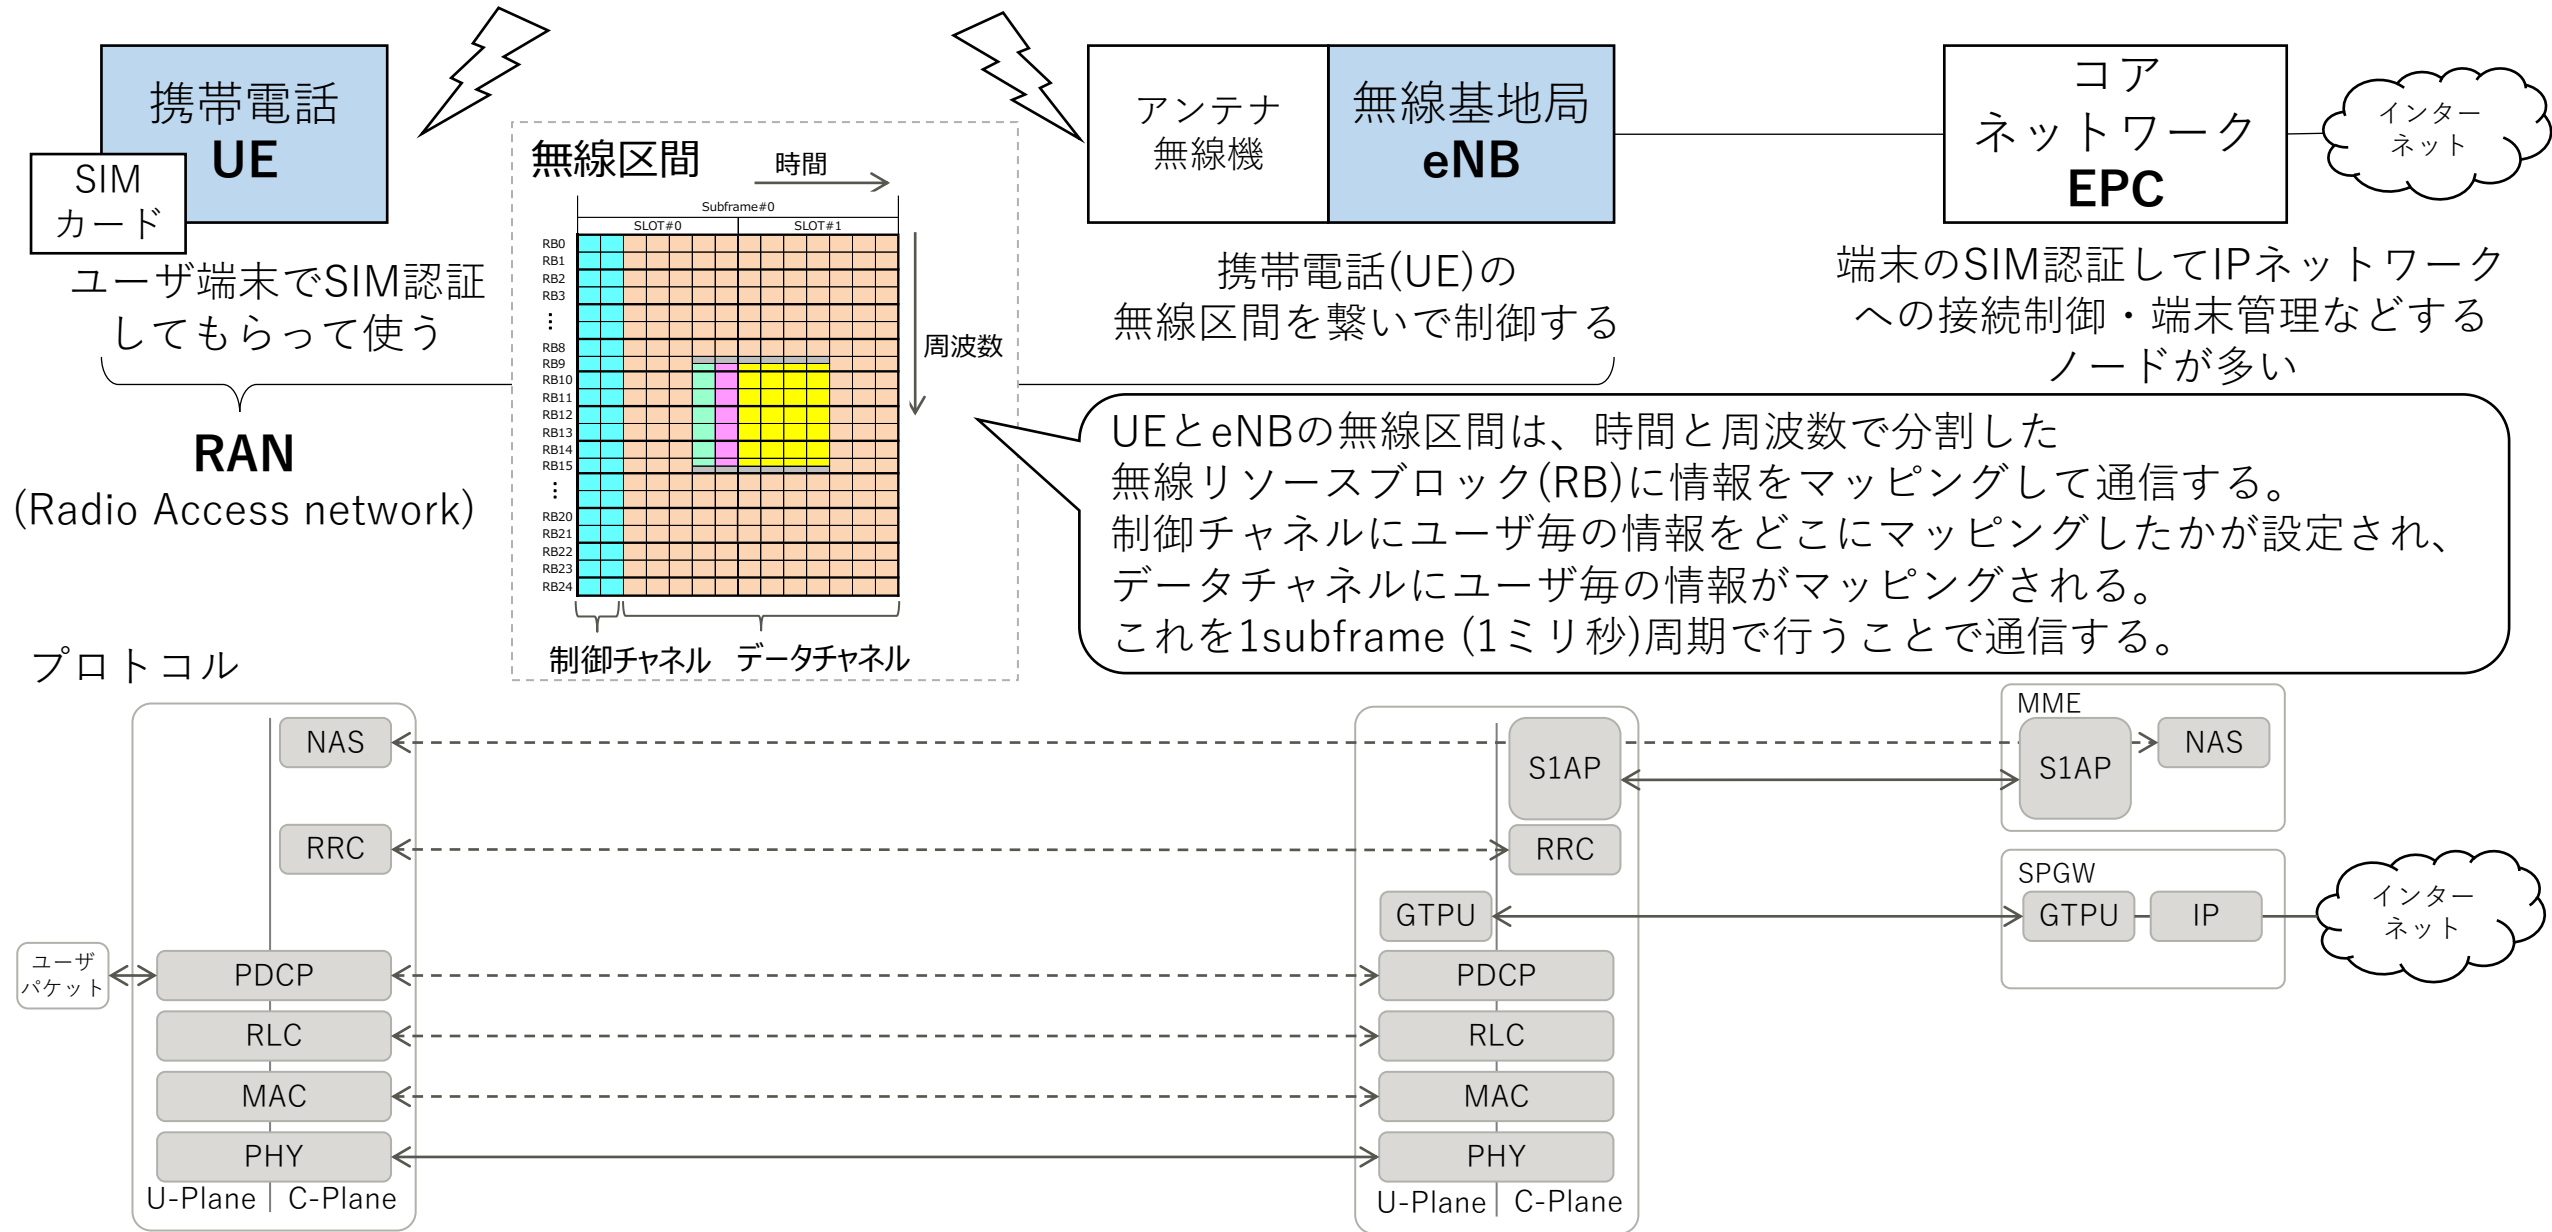 携帯電話
UE
SIM
カード
ユーザ端末でSIM認証
してもらって使う
RAN
(Radio Access network)
無線区間
時間
Subframe#0
SLOT#0
SLOT#1
RB0
RB1
RB2
RB3
⋮
RB8
RB9
RB10
RB11
RB12
RB13
RB14
RB15
⋮
RB20
RB21
RB22
RB23
RB24
周波数
制御チャネル
データチャネル
アンテナ
無線機
無線基地局
eNB
携帯電話(UE)の
無線区間を繋いで制御する
コア
ネットワーク
EPC
インター
ネット
端末のSIM認証してIPネットワーク
への接続制御・端末管理などする
ノードが多い
UEとeNBの無線区間は、時間と周波数で分割した
無線リソースブロック(RB)に情報をマッピングして通信する。
制御チャネルにユーザ毎の情報をどこにマッピングしたかが設定され、
データチャネルにユーザ毎の情報がマッピングされる。
これを1subframe (1ミリ秒)周期で行うことで通信する。
プロトコル
NAS
RRC
ユーザ
パケット
PDCP
RLC
MAC
PHY
U-Plane
C-Plane
S1AP
RRC
GTPU
PDCP
RLC
MAC
PHY
U-Plane
C-Plane
MME
S1AP
NAS
SPGW
GTPU
IP
インター
ネット